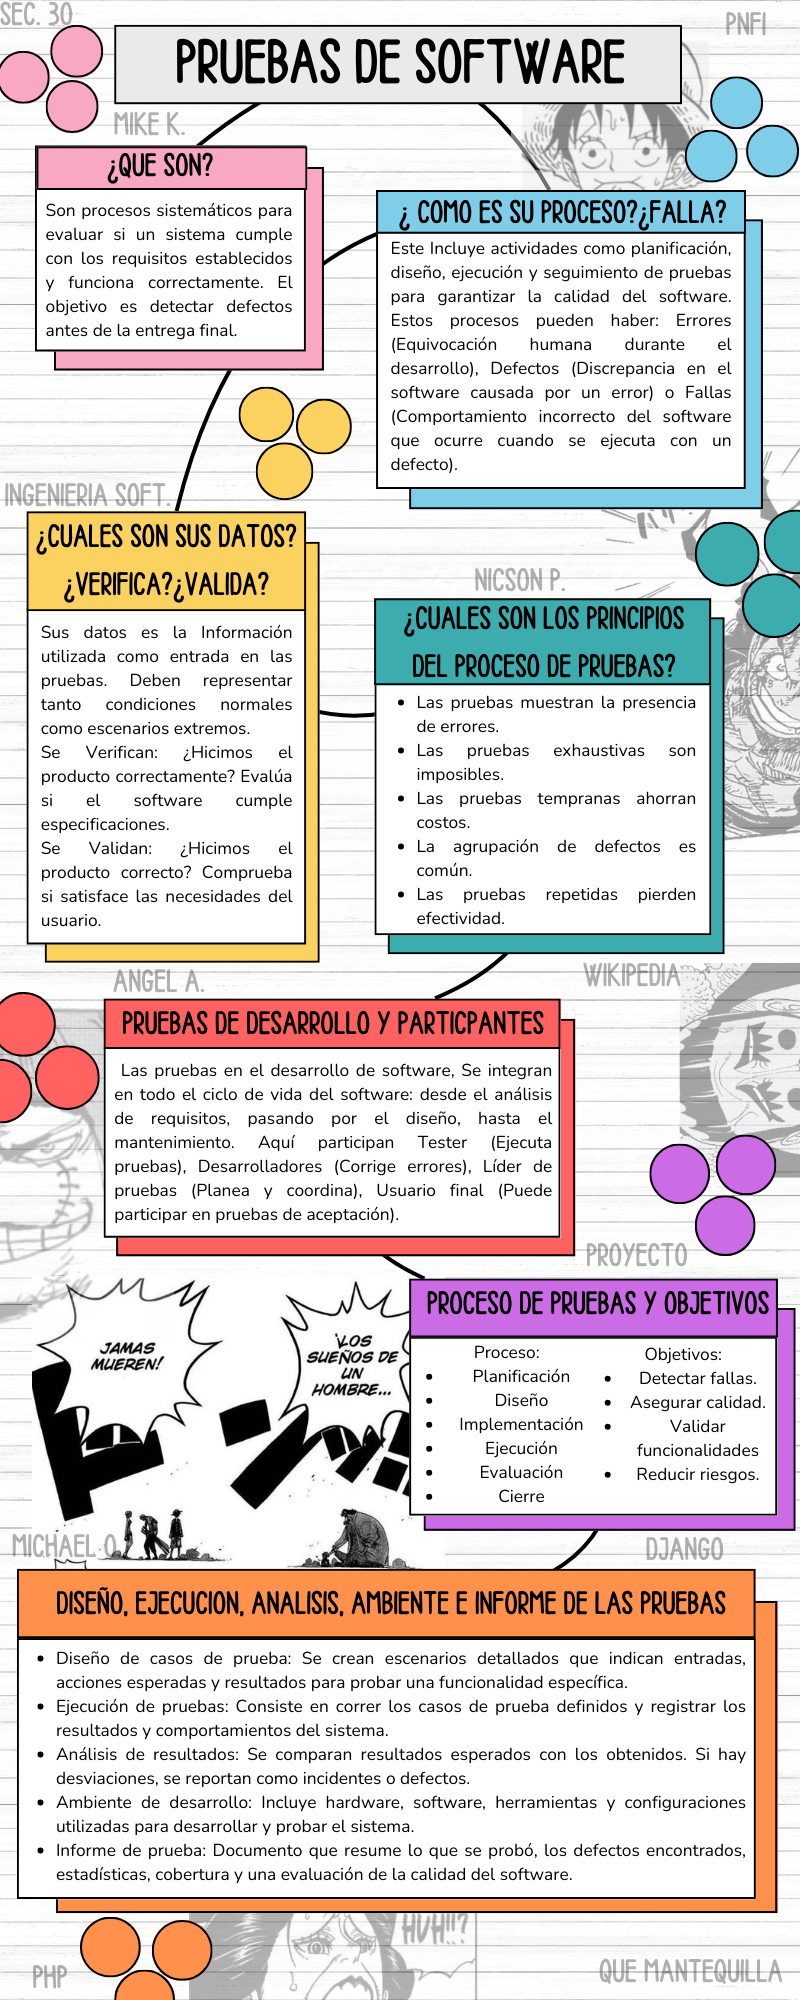 SEC. 30
PNFI
PRUEBAS DE SOFTWARE
MIKE K.
¿QUE SON?
Son procesos sistemáticos para
evaluar si un sistema cumple
con los requisitos establecidos
y funciona correctamente. El
objetivo es detectar defectos
antes de la entrega final.
¿ COMO ES SU PROCESO?¿FALLA?
Este Incluye actividades como planificación,
diseño, ejecución y seguimiento de pruebas
para garantizar la calidad del software.
Estos procesos pueden haber: Errores
(Equivocación humana durante el
desarrollo), Defectos (Discrepancia en el
software causada por un error) o Fallas
(Comportamiento incorrecto del software
que ocurre cuando se ejecuta con un
defecto).
INGENIERIA SOFT.
¿CUALES SON SUS DATOS?
¿VERIFICA?¿VALIDA?
Sus datos es la Información
utilizada como entrada en las
pruebas. Deben representar
tanto condiciones normales
como escenarios extremos.
Se Verifican: ¿Hicimos el
producto correctamente? Evalúa
si el software cumple
especificaciones.
Se Validan: ¿Hicimos el
producto correcto? Comprueba
si satisface las necesidades del
usuario.
NICSON P.
¿CUALES SON LOS PRINCIPIOS
DEL PROCESO DE PRUEBAS?
• Las pruebas muestran la presencia
de errores.
• Las pruebas exhaustivas son
imposibles.
• Las pruebas tempranas ahorran
costos.
• La agrupación de defectos es
común.
• Las pruebas repetidas pierden
efectividad.
ANGEL A.
WIKIPEDIA
PRUEBAS DE DESARROLLO Y PARTICPANTES
Las pruebas en el desarrollo de software, Se integran
en todo el ciclo de vida del software: desde el análisis
de requisitos, pasando por el diseño, hasta el
mantenimiento. Aquí participan Tester (Ejecuta
pruebas), Desarrolladores (Corrige errores), Líder de
pruebas (Planea y coordina), Usuario final (Puede
participar en pruebas de aceptación).
PROYECTO
JAMAS
MUEREN!
LOS
SUEÑOS DE
UN
HOMBRE...
PROCESO DE PRUEBAS Y OBJETIVOS
Proceso:
• Planificación
• Diseño
• Implementación
• Ejecución
• Evaluación
• Cierre
Objetivos:
• Detectar fallas.
• Asegurar calidad.
• Validar
funcionalidades
• Reducir riesgos.
MICHAEL O.
DJANGO
DISEÑO, EJECUCION, ANALISIS, AMBIENTE E INFORME DE LAS PRUEBAS
• Diseño de casos de prueba: Se crean escenarios detallados que indican entradas,
acciones esperadas y resultados para probar una funcionalidad específica.
• Ejecución de pruebas: Consiste en correr los casos de prueba definidos y registrar los
resultados y comportamientos del sistema.
• Análisis de resultados: Se comparan resultados esperados con los obtenidos. Si hay
desviaciones, se reportan como incidentes o defectos.
• Ambiente de desarrollo: Incluye hardware, software, herramientas y configuraciones
utilizadas para desarrollar y probar el sistema.
• Informe de prueba: Documento que resume lo que se probó, los defectos encontrados,
estadísticas, cobertura y una evaluación de la calidad del software.
HUH!!?
PHP
QUE MANTEQUILLA